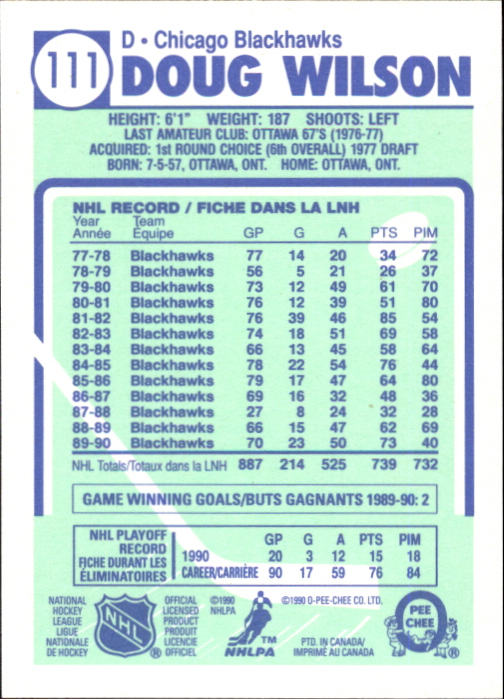 111
D • Chicago Blackhawks
DOUG WILSON
HEIGHT: 6'1" WEIGHT: 187 SHOOTS: LEFT
LAST AMATEUR CLUB: OTTAWA 67'S (1976-77)
ACQUIRED: 1st ROUND CHOICE (6th OVERALL) 1977 DRAFT
BORN: 7-5-57, OTTAWA, ONT. HOME: OTTAWA, ONT.
NHL RECORD / FICHE DANS LA LNH
Year Team
Année Équipe GP G A PTS PIM
77-78 Blackhawks 77 14 20 34 72
78-79 Blackhawks 56 5 21 26 37
79-80 Blackhawks 73 12 49 61 70
80-81 Blackhawks 76 12 39 51 80
81-82 Blackhawks 76 39 46 85 54
82-83 Blackhawks 74 18 51 69 58
83-84 Blackhawks 66 13 45 58 64
84-85 Blackhawks 78 22 54 76 44
85-86 Blackhawks 79 17 47 64 80
86-87 Blackhawks 69 16 32 48 36
87-88 Blackhawks 27 8 24 32 28
88-89 Blackhawks 66 15 47 62 69
89-90 Blackhawks 70 23 50 73 40
NHL Totals/Totaux dans la LNH 887 214 525 739 732
GAME WINNING GOALS/BUTS GAGNANTS 1989-90: 2
NHL PLAYOFF
RECORD
FICHE DURANT LES
ÉLIMINATOIRES
GP G A PTS PIM
1990 20 3 12 15 18
CAREER/CARRIÈRE 90 17 59 76 84
NATIONAL
HOCKEY
LEAGUE
LIGUE
NATIONALE
DE HOCKEY
NHL
®
OFFICIAL
LICENSED
PRODUCT
PRODUIT
LICENCIE
OFFICIEL
©1990
NHLPA
TM
NHLPA
©1990 O-PEE-CHEE CO. LTD.
PTD. IN CANADA/
IMPRIMÉ AU CANADA
O
PEE
CHEE
®